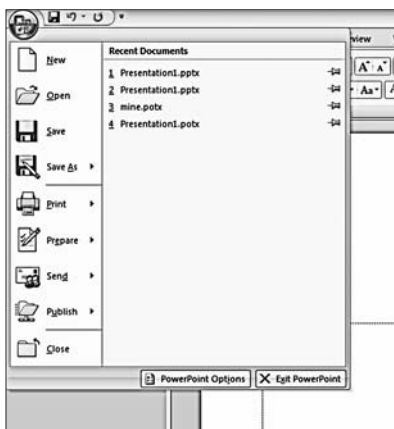 view
New
Open
Save
Save As
Print
Prepare
Send
Publish
Close
Recent Documents
1 Presentation1.pptx
2 Presentation1.pptx
3 mine.potx
4 Presentation1.potx
A A
Aa
PowerPoint Options
Exit PowerPoint